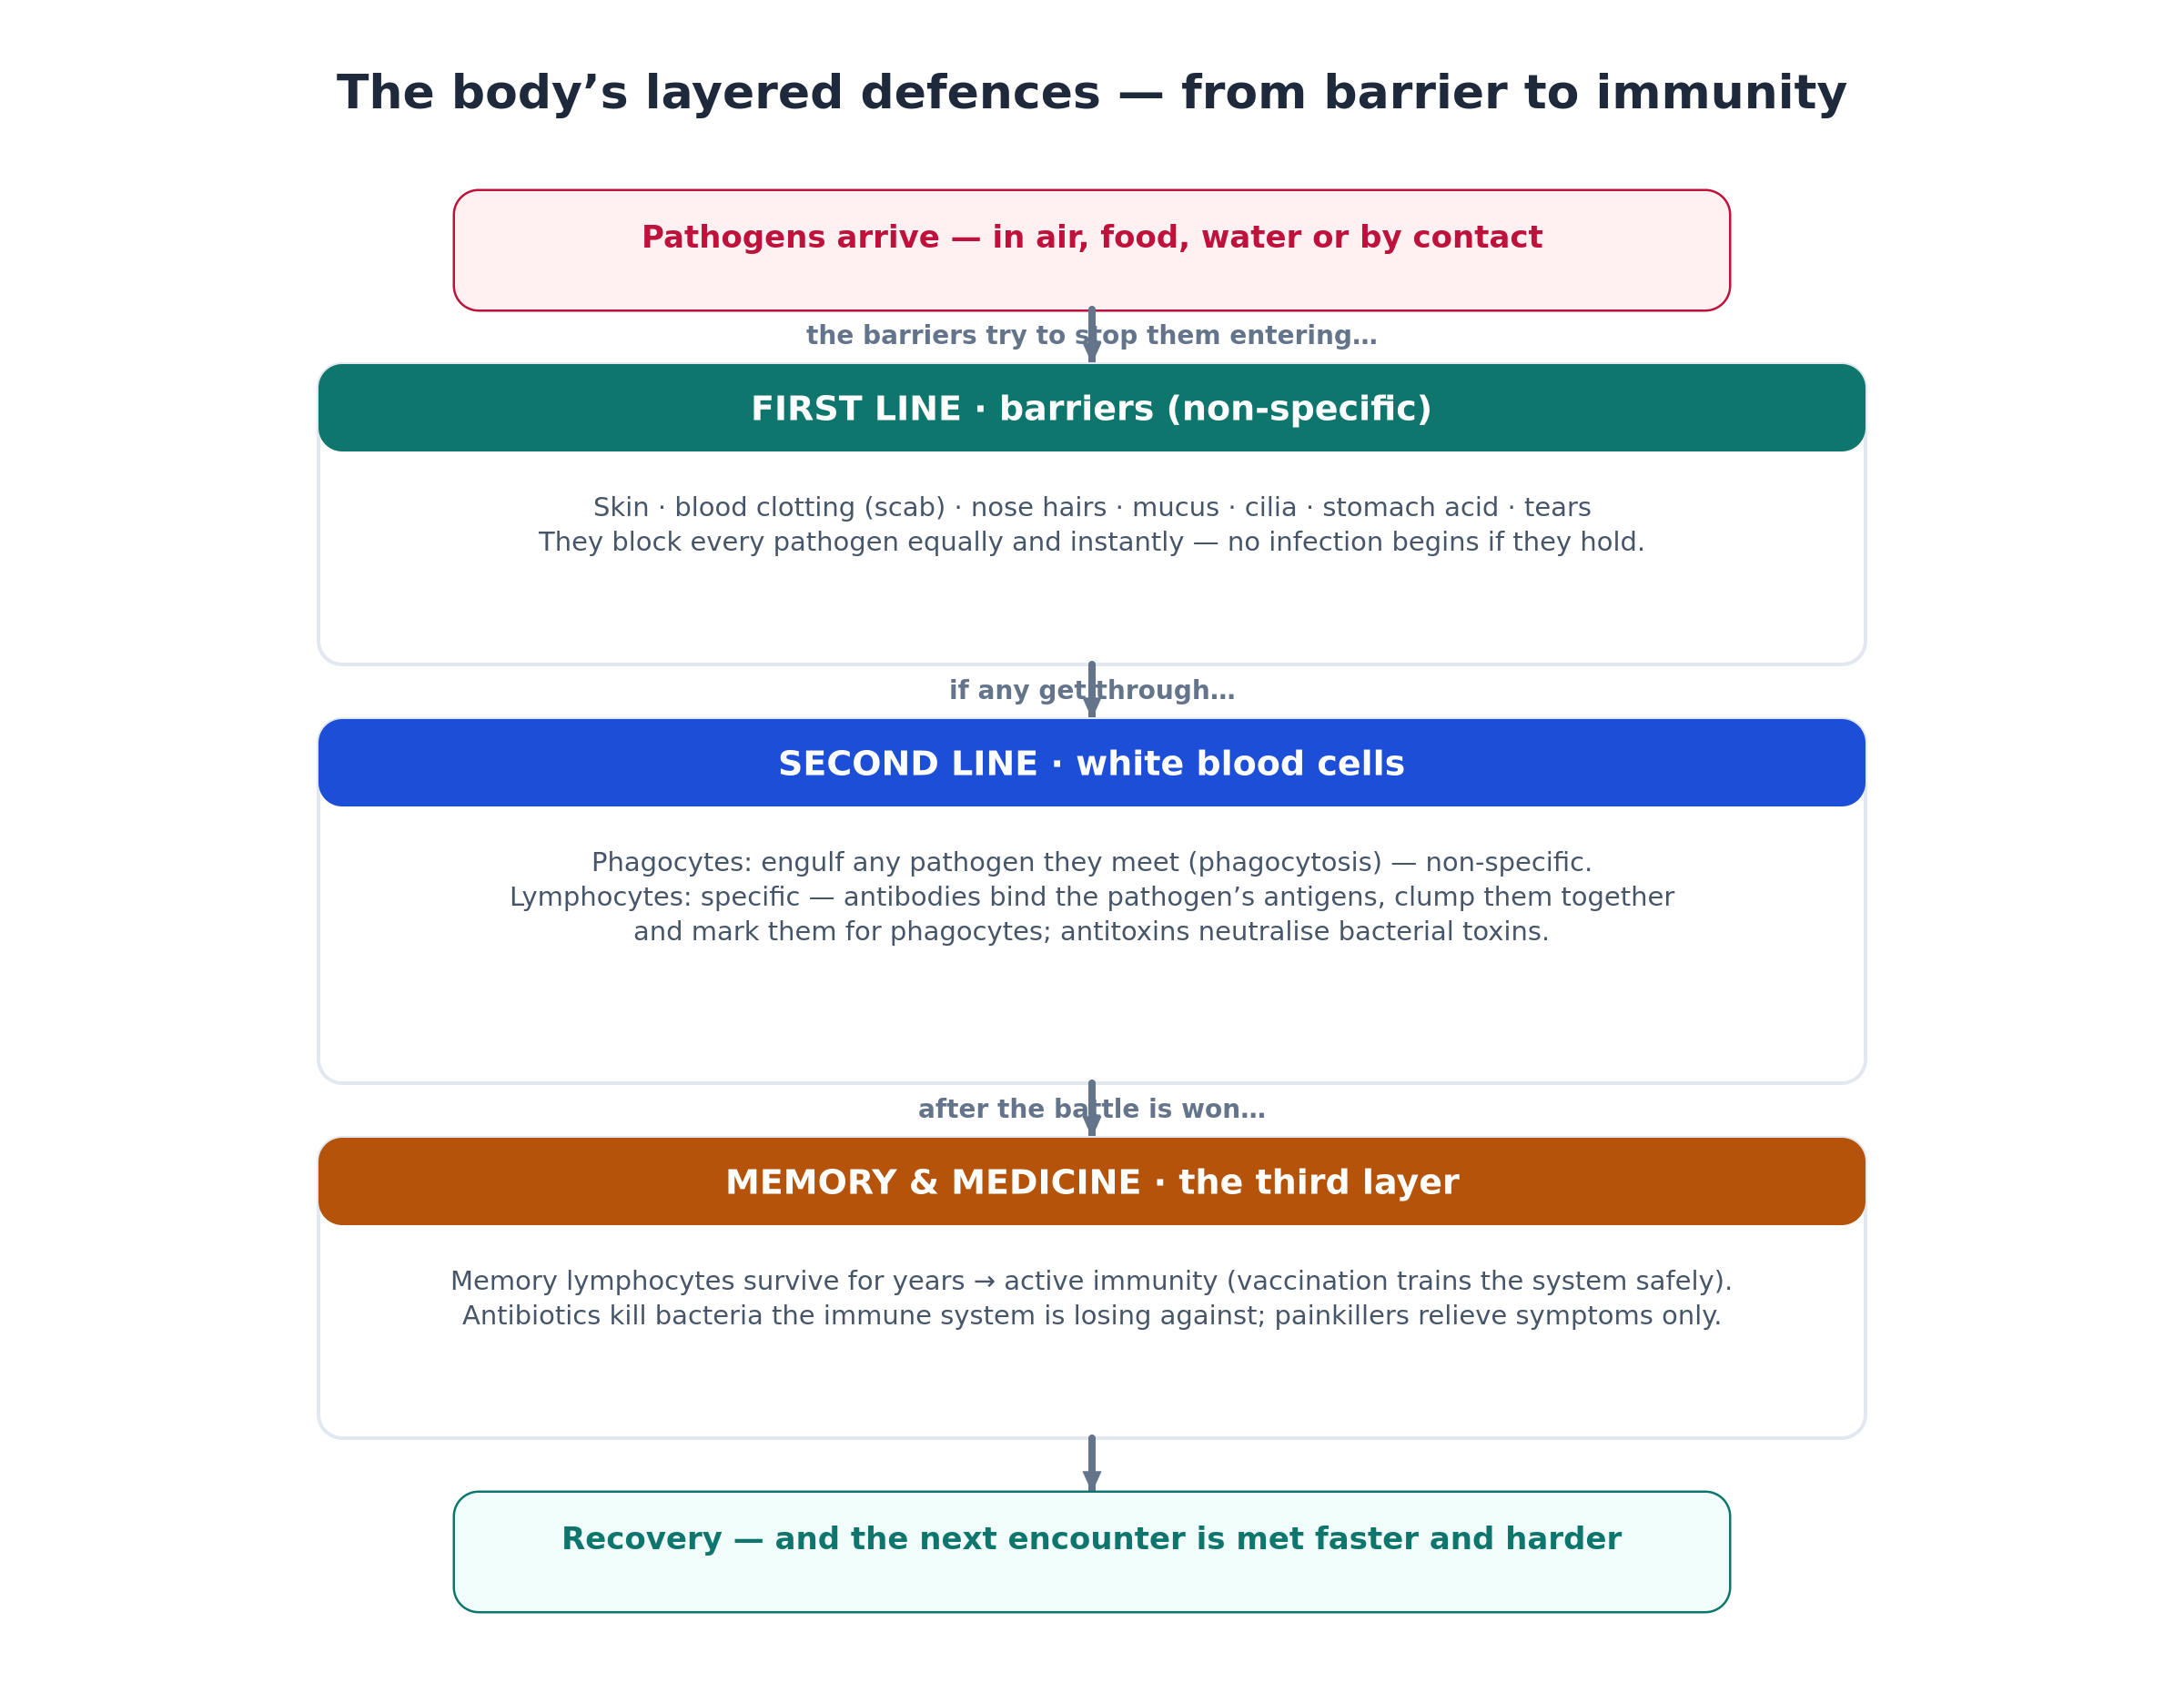 The body’s layered defences — from barrier to immunity
Pathogens arrive — in air, food, water or by contact
the barriers try to stop them entering…
FIRST LINE · barriers (non-specific)
Skin · blood clotting (scab) · nose hairs · mucus · cilia · stomach acid · tears
They block every pathogen equally and instantly — no infection begins if they hold.
if any get through…
SECOND LINE · white blood cells
Phagocytes: engulf any pathogen they meet (phagocytosis) — non-specific.
Lymphocytes: specific — antibodies bind the pathogen’s antigens, clump them together
and mark them for phagocytes; antitoxins neutralise bacterial toxins.
after the battle is won…
MEMORY & MEDICINE · the third layer
Memory lymphocytes survive for years → active immunity (vaccination trains the system safely).
Antibiotics kill bacteria the immune system is losing against; painkillers relieve symptoms only.
Recovery — and the next encounter is met faster and harder